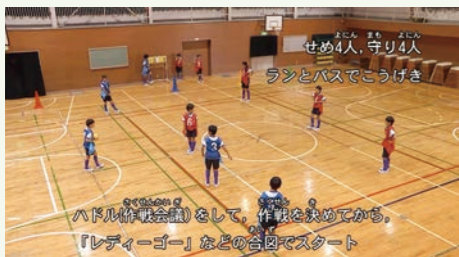 せめ4人，守り4人
ランとパスでこうげき
ハドル(作戦会議)をして，作戦を決めてから，
「レディーゴー」などの合図でスタート